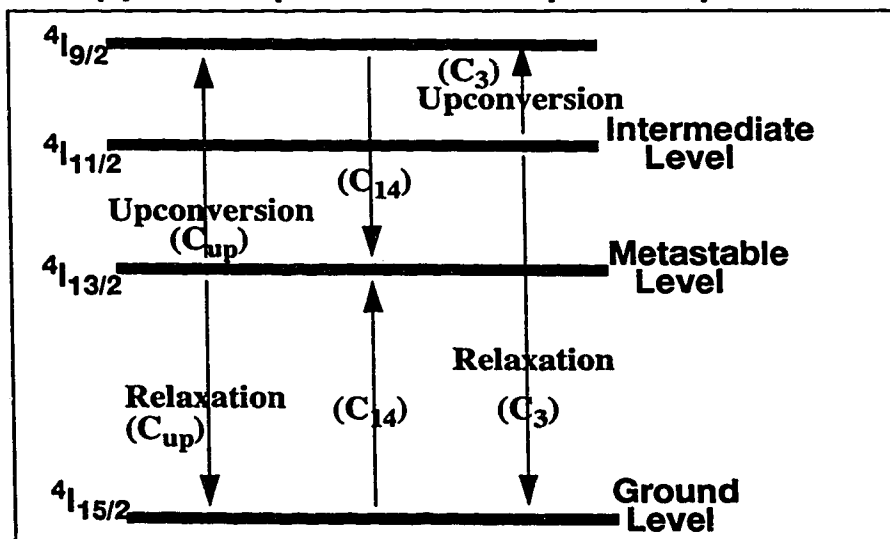 ⁴I₉/₂
(C₃)
Upconversion
⁴I₁₁/₂
Intermediate
Level
(C₁₄)
Upconversion
(Cᵤₚ)
⁴I₁₃/₂
Metastable
Level
Relaxation
Relaxation
(Cᵤₚ)
(C₁₄)
(C₃)
⁴I₁₅/₂
Ground
Level